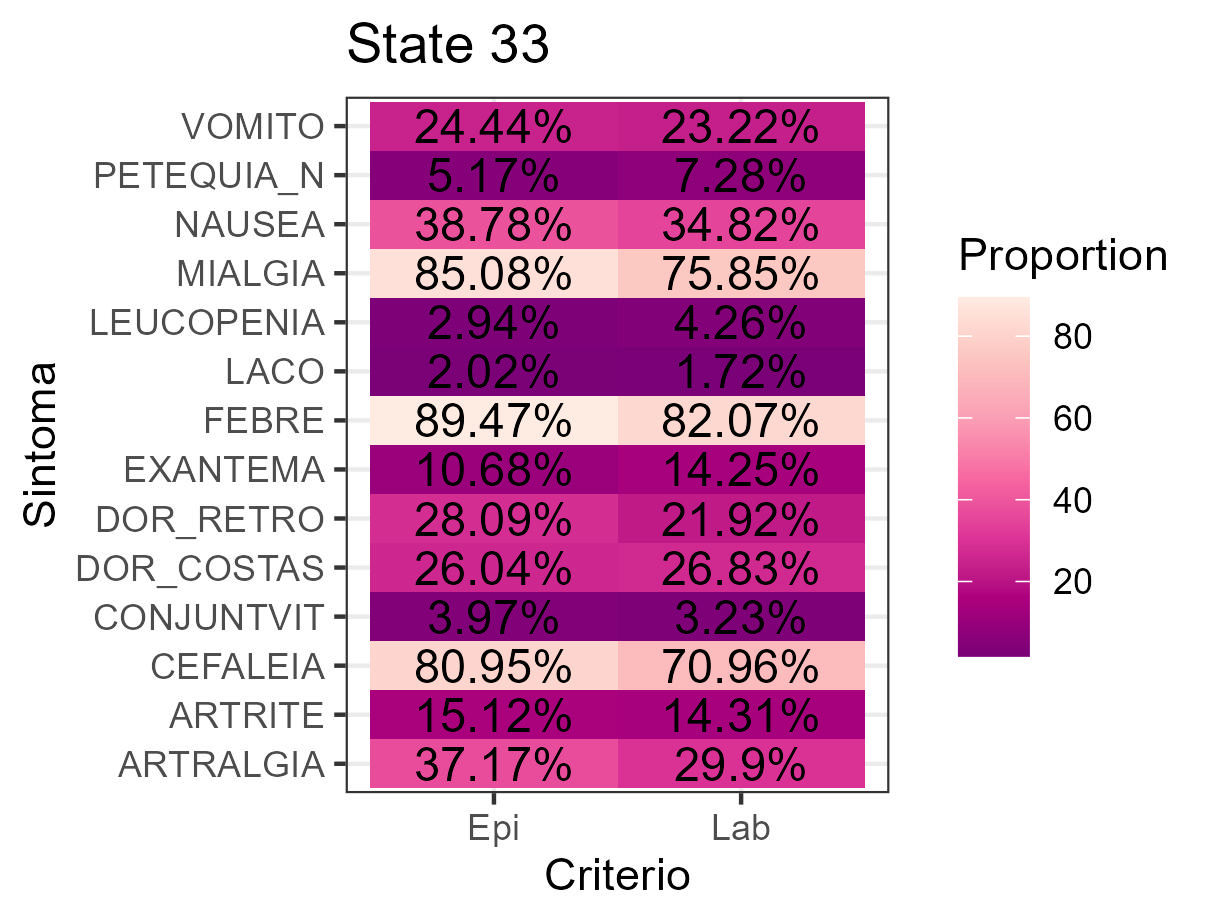 State 33
VOMITO 24.44% 23.22%
PETEQUIA_N 5.17% 7.28%
NAUSEA 38.78% 34.82%
MIALGIA 85.08% 75.85%
LEUCOPENIA 2.94% 4.26%
LACO 2.02% 1.72%
FEBRE 89.47% 82.07%
EXANTEMA 10.68% 14.25%
DOR_RETRO 28.09% 21.92%
DOR_COSTAS 26.04% 26.83%
CONJUNTVIT 3.97% 3.23%
CEFALEIA 80.95% 70.96%
ARTRITE 15.12% 14.31%
ARTRALGIA 37.17% 29.9%
Sintoma
Epi Lab
Criterio
Proportion
80
60
40
20